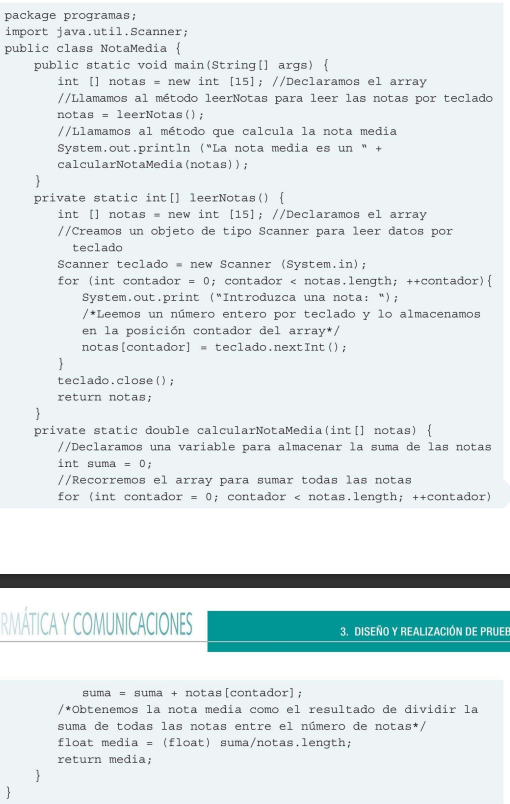 package programas;
import java.util.Scanner;
public class NotaMedia {
    public static void main(String[] args) {
        int [] notas = new int [15]; //Declaramos el array
        //Llamamos al método leerNotas para leer las notas por teclado
        notas = leerNotas();
        //Llamamos al método que calcula la nota media
        System.out.println (“La nota media es un “ +
        calcularNotaMedia(notas));
    }
    private static int[] leerNotas() {
        int [] notas = new int [15]; //Declaramos el array
        //Creamos un objeto de tipo Scanner para leer datos por
          teclado
        Scanner teclado = new Scanner (System.in);
        for (int contador = 0; contador < notas.length; ++contador){
            System.out.print (“Introduzca una nota: “);
            /*Leemos un número entero por teclado y lo almacenamos
            en la posición contador del array*/
            notas[contador] = teclado.nextInt();
        }
        teclado.close();
        return notas;
    }
    private static double calcularNotaMedia(int[] notas) {
        //Declaramos una variable para almacenar la suma de las notas
        int suma = 0;
        //Recorremos el array para sumar todas las notas
        for (int contador = 0; contador < notas.length; ++contador)
RMÁTICA Y COMUNICACIONES
3. DISEÑO Y REALIZACIÓN DE PRUEB
            suma = suma + notas[contador];
        /*Obtenemos la nota media como el resultado de dividir la
        suma de todas las notas entre el número de notas*/
        float media = (float) suma/notas.length;
        return media;
    }
}